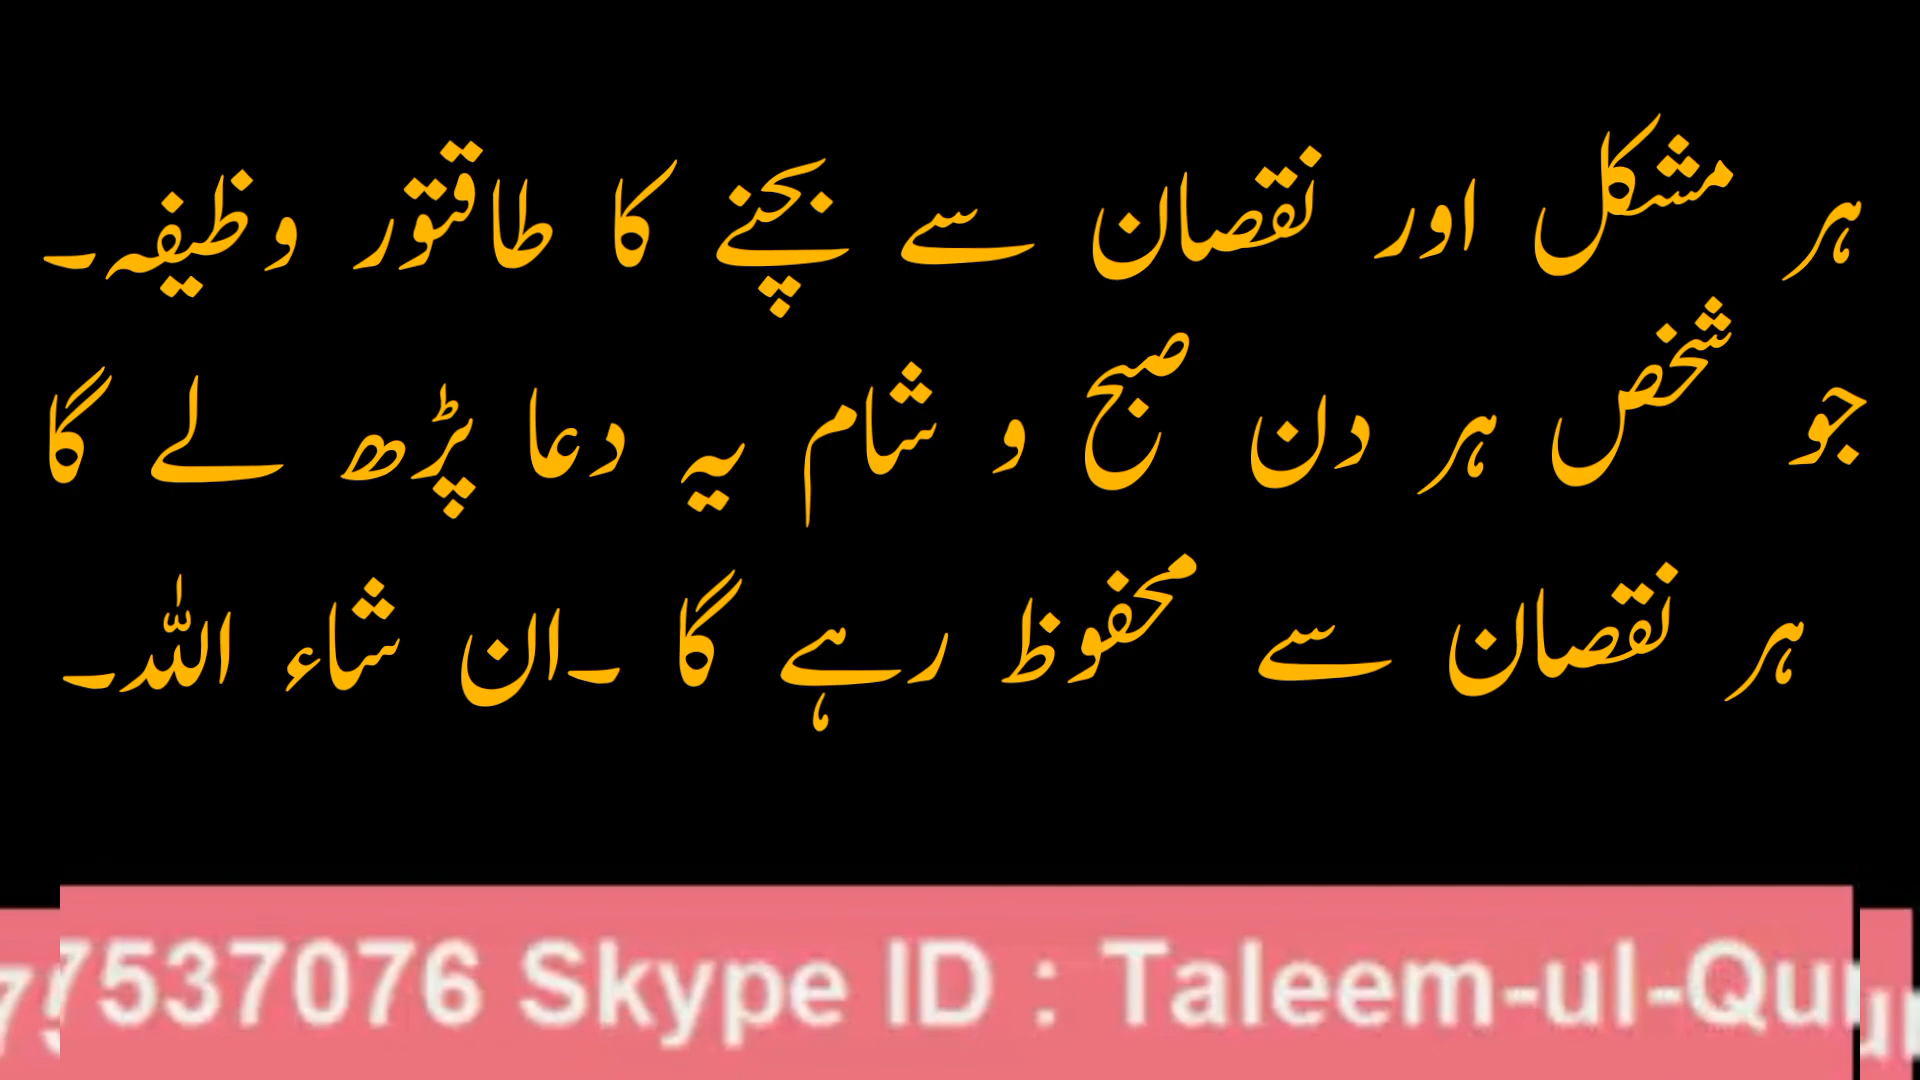 ہر مشکل اور نقصان سے بچنے کا طاقتور وظیفہ۔
جو شخص ہر دن صبح و شام یہ دعا پڑھ لے گا
ہر نقصان سے محفوظ رہے گا ۔ان شاء اللہ۔
7537076 Skype ID : Taleem-ul-Qu